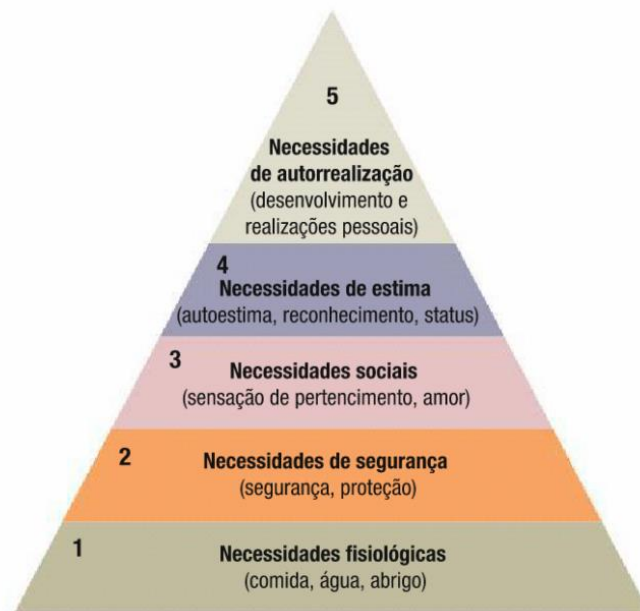 5
Necessidades
de autorrealização
(desenvolvimento e
realizações pessoais)
4
Necessidades de estima
(autoestima, reconhecimento, status)
3
Necessidades sociais
(sensação de pertencimento, amor)
2
Necessidades de segurança
(segurança, proteção)
1
Necessidades fisiológicas
(comida, água, abrigo)